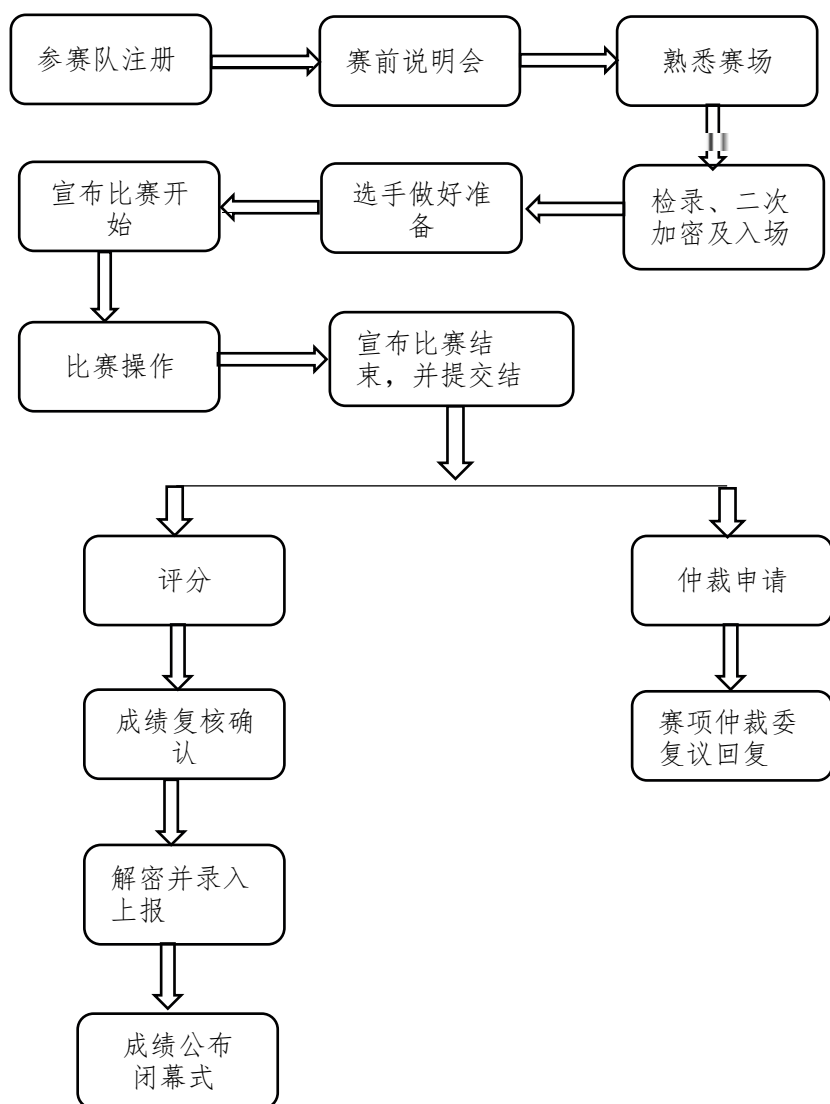 参赛队注册
赛前说明会
熟悉赛场
检录、二次
加密及入场
选手做好准
备
宣布比赛开
始
比赛操作
宣布比赛结
束，并提交结
评分
仲裁申请
成绩复核确
认
赛项仲裁委
复议回复
解密并录入
上报
成绩公布
闭幕式